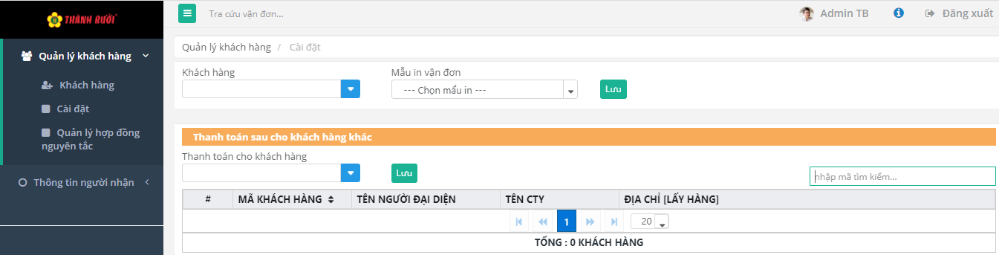 THÀNH BƯỞI
Tra cứu vận đơn...
Admin TB
Đăng xuất
Quản lý khách hàng
Khách hàng
Cài đặt
Quản lý hợp đồng
nguyên tắc
Thông tin người nhận
Quản lý khách hàng / Cài đặt
Khách hàng
Mẫu in vận đơn
--- Chọn mẩu in ---
Lưu
Thanh toán sau cho khách hàng khác
Thanh toán cho khách hàng
Lưu
nhập mã tìm kiếm...
# MÃ KHÁCH HÀNG TÊN NGƯỜI ĐẠI DIỆN TÊN CTY ĐỊA CHỈ [LẤY HÀNG]
1 20
TỔNG : 0 KHÁCH HÀNG